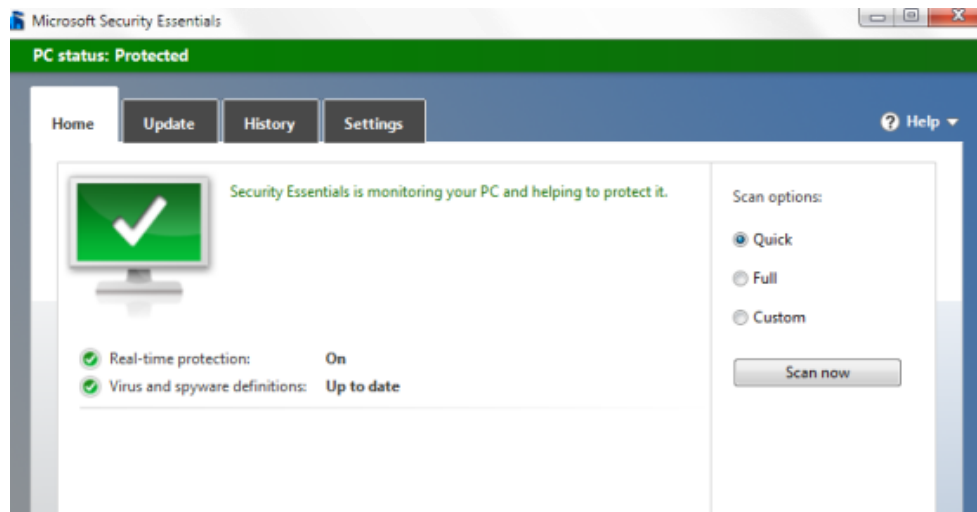 Microsoft Security Essentials
PC status: Protected
Home Update History Settings Help
Security Essentials is monitoring your PC and helping to protect it.
Real-time protection: On
Virus and spyware definitions: Up to date
Scan options:
Quick
Full
Custom
Scan now